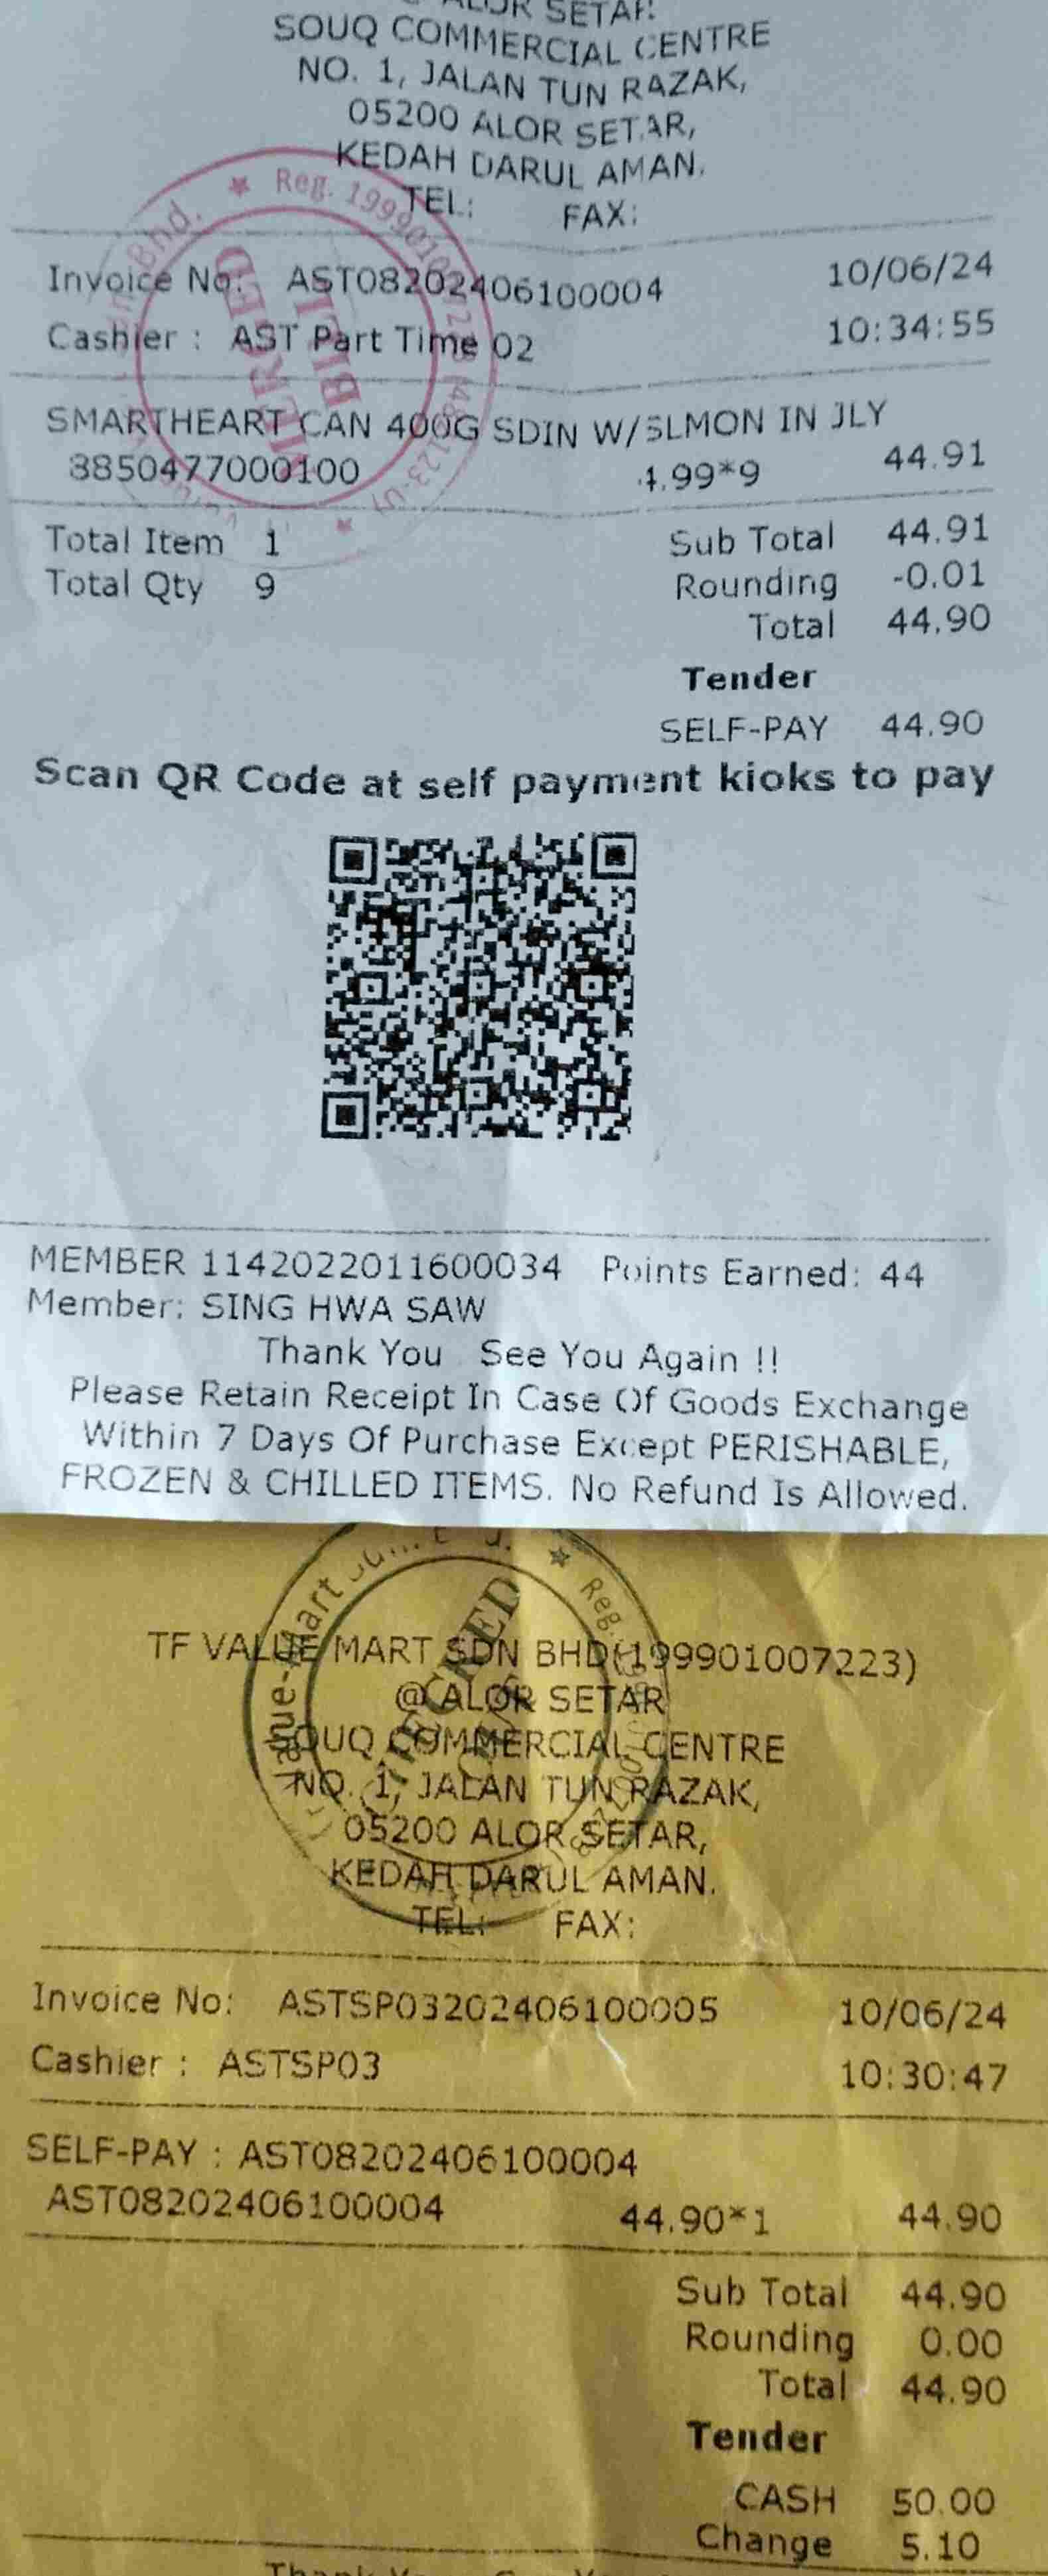 ALOR SETAR
SOUQ COMMERCIAL CENTRE
NO. 1, JALAN TUN RAZAK,
05200 ALOR SETAR,
KEDAH DARUL AMAN.
TEL: FAX:
Invoice No: AST08202406100004 10/06/24
Cashier : AST Part Time 02 10:34:55
SMARTHEART CAN 400G SDIN W/SLMON IN JLY
8850477000100 4.99*9 44.91
Total Item 1 Sub Total 44.91
Total Qty 9 Rounding -0.01
Total 44.90
Tender
SELF-PAY 44.90
Scan QR Code at self payment kioks to pay
MEMBER 1142022011600034 Points Earned: 44
Member: SING HWA SAW
Thank You See You Again !!
Please Retain Receipt In Case Of Goods Exchange
Within 7 Days Of Purchase Except PERISHABLE,
FROZEN & CHILLED ITEMS. No Refund Is Allowed.
TF VALUE MART SDN BHD(199901007223)
@ ALOR SETAR
SOUQ COMMERCIAL CENTRE
NO. 1, JALAN TUN RAZAK,
05200 ALOR SETAR,
KEDAH DARUL AMAN.
TEL: FAX:
Invoice No: ASTSP03202406100005 10/06/24
Cashier : ASTSP03 10:30:47
SELF-PAY : AST08202406100004
AST08202406100004 44.90*1 44.90
Sub Total 44.90
Rounding 0.00
Total 44.90
Tender
CASH 50.00
Change 5.10